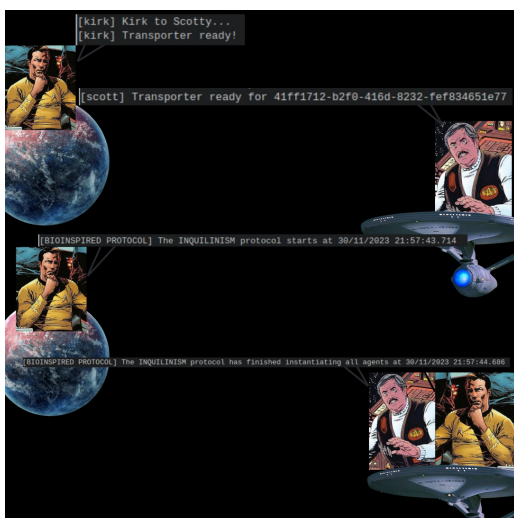 [kirk] Kirk to Scotty...
[kirk] Transporter ready!
[scott] Transporter ready for 41ff1712-b2f0-416d-8232-fef834651e77
[BIOINSPIRED PROTOCOL] The INQUILINISM protocol starts at 30/11/2023 21:57:43.714
[BIOINSPIRED PROTOCOL] The INQUILINISM protocol has finished instantiating all agents at 30/11/2023 21:57:44.686